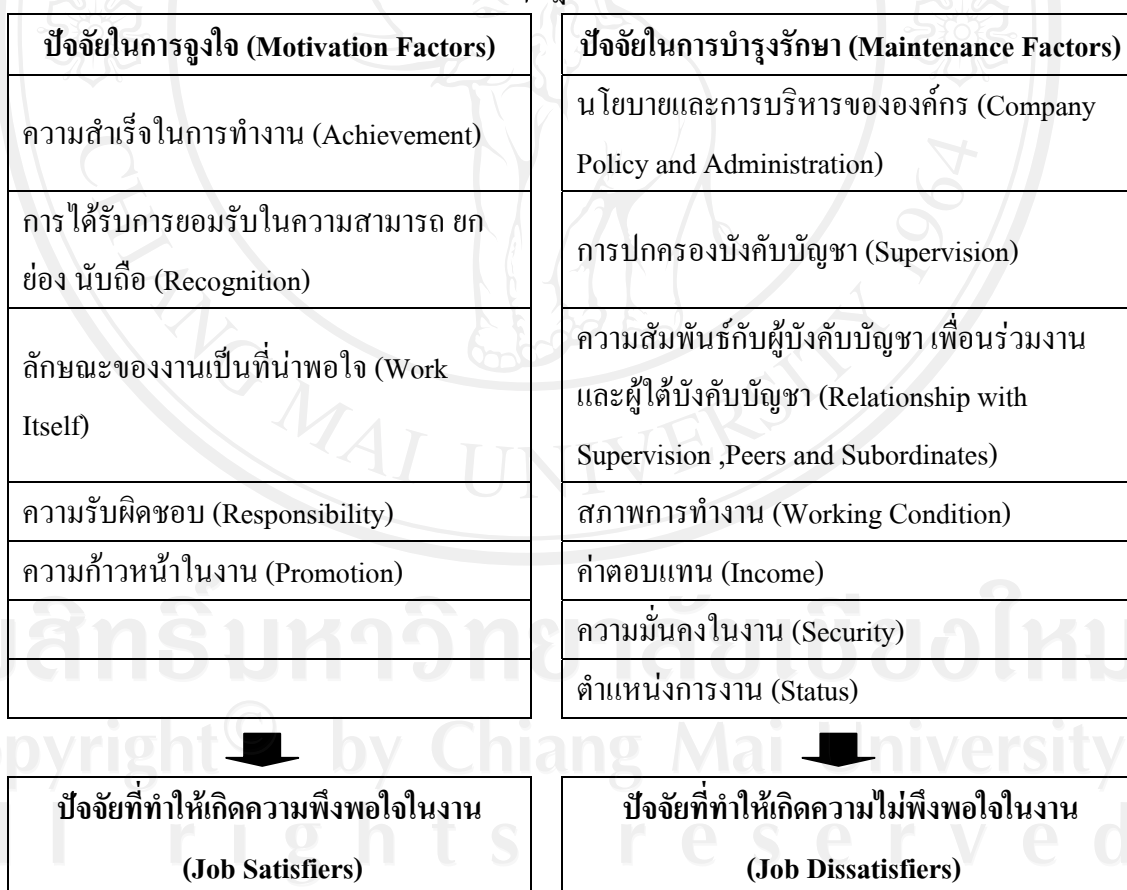 ปัจจัยในการจูงใจ (Motivation Factors)
ความสำเร็จในการทำงาน (Achievement)
การได้รับการยอมรับในความสามารถ ยก
ย่อง นับถือ (Recognition)
ลักษณะของงานเป็นที่น่าพอใจ (Work
Itself)
ความรับผิดชอบ (Responsibility)
ความก้าวหน้าในงาน (Promotion)
ปัจจัยในการบำรุงรักษา (Maintenance Factors)
นโยบายและการบริหารขององค์กร (Company
Policy and Administration)
การปกครองบังคับบัญชา (Supervision)
ความสัมพันธ์กับผู้บังคับบัญชา เพื่อนร่วมงาน
และผู้ใต้บังคับบัญชา (Relationship with
Supervision ,Peers and Subordinates)
สภาพการทำงาน (Working Condition)
ค่าตอบแทน (Income)
ความมั่นคงในงาน (Security)
ตำแหน่งการงาน (Status)
ปัจจัยที่ทำให้เกิดความพึงพอใจในงาน
(Job Satisfiers)
ปัจจัยที่ทำให้เกิดความไม่พึงพอใจในงาน
(Job Dissatisfiers)
CHIANG MAI UNIVERSITY 1964
by Chiang Mai University
rights reserved